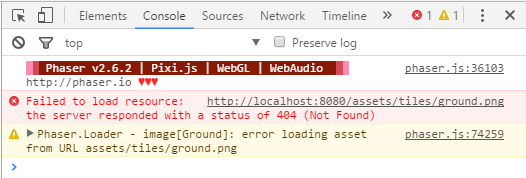 Elements Console Sources Network Timeline » 1 1
top Preserve log
Phaser v2.6.2 | Pixi.js | WebGL | WebAudio phaser.js:36103
http://phaser.io ♥♥♥
Failed to load resource: http://localhost:8080/assets/tiles/ground.png
the server responded with a status of 404 (Not Found)
Phaser.Loader - image[Ground]: error loading asset phaser.js:74259
from URL assets/tiles/ground.png